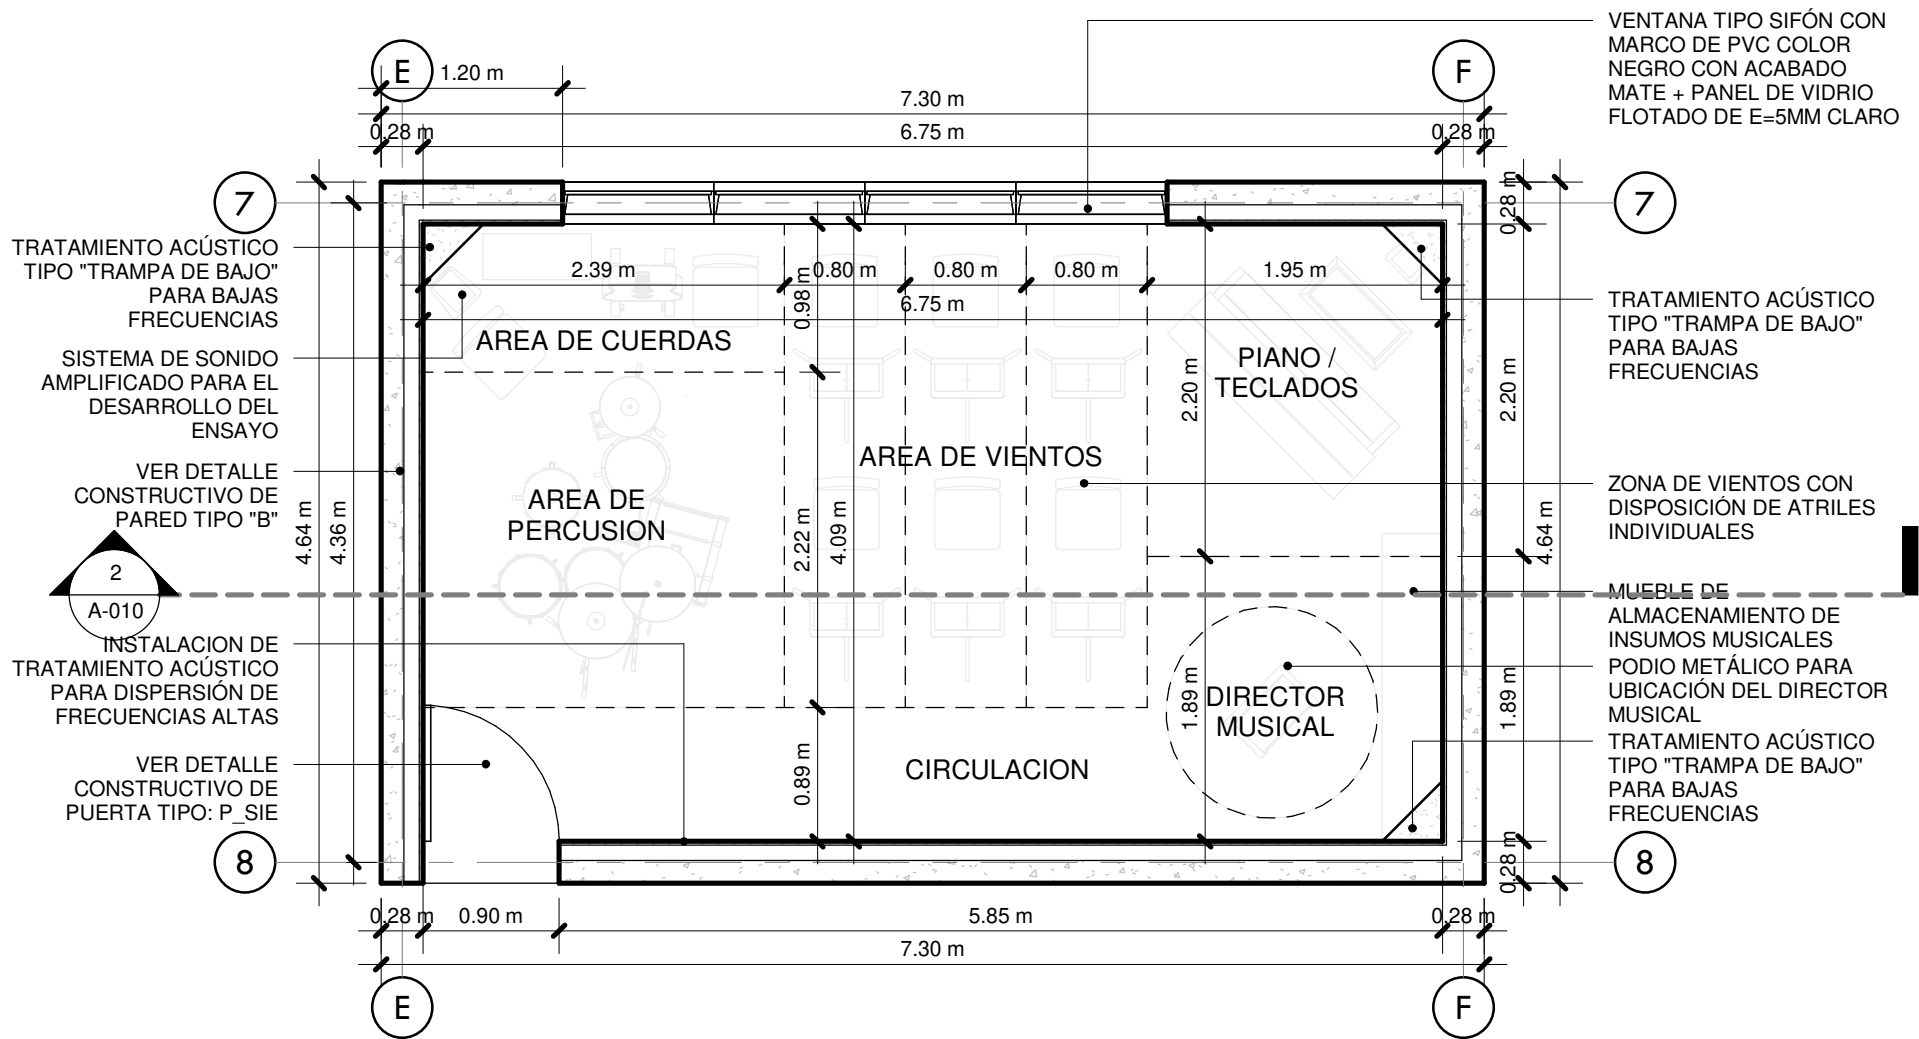 VENTANA TIPO SIFÓN CON
MARCO DE PVC COLOR
NEGRO CON ACABADO
MATE + PANEL DE VIDRIO
FLOTADO DE E=5MM CLARO
E
1.20 m
F
7.30 m
0.28 m
6.75 m
0.28 m
7
7
0.28 m
TRATAMIENTO ACÚSTICO
TIPO "TRAMPA DE BAJO"
PARA BAJAS
FRECUENCIAS
2.39 m
0.80 m
0.80 m
0.80 m
1.95 m
0.98 m
6.75 m
TRATAMIENTO ACÚSTICO
TIPO "TRAMPA DE BAJO"
PARA BAJAS
FRECUENCIAS
SISTEMA DE SONIDO
AMPLIFICADO PARA EL
DESARROLLO DEL
ENSAYO
AREA DE CUERDAS
PIANO /
TECLADOS
2.20 m
2.20 m
VER DETALLE
CONSTRUCTIVO DE
PARED TIPO "B"
AREA DE VIENTOS
AREA DE
PERCUSION
ZONA DE VIENTOS CON
DISPOSICIÓN DE ATRILES
INDIVIDUALES
4.64 m
4.36 m
2.22 m
4.09 m
4.64 m
2
A-010
MUEBLE DE
ALMACENAMIENTO DE
INSUMOS MUSICALES
INSTALACION DE
TRATAMIENTO ACÚSTICO
PARA DISPERSIÓN DE
FRECUENCIAS ALTAS
PODIO METÁLICO PARA
UBICACIÓN DEL DIRECTOR
MUSICAL
1.89 m
DIRECTOR
MUSICAL
1.89 m
VER DETALLE
CONSTRUCTIVO DE
PUERTA TIPO: P_SIE
0.89 m
CIRCULACION
TRATAMIENTO ACÚSTICO
TIPO "TRAMPA DE BAJO"
PARA BAJAS
FRECUENCIAS
8
0.28 m
8
0.28 m
0.90 m
5.85 m
0.28 m
7.30 m
E
F